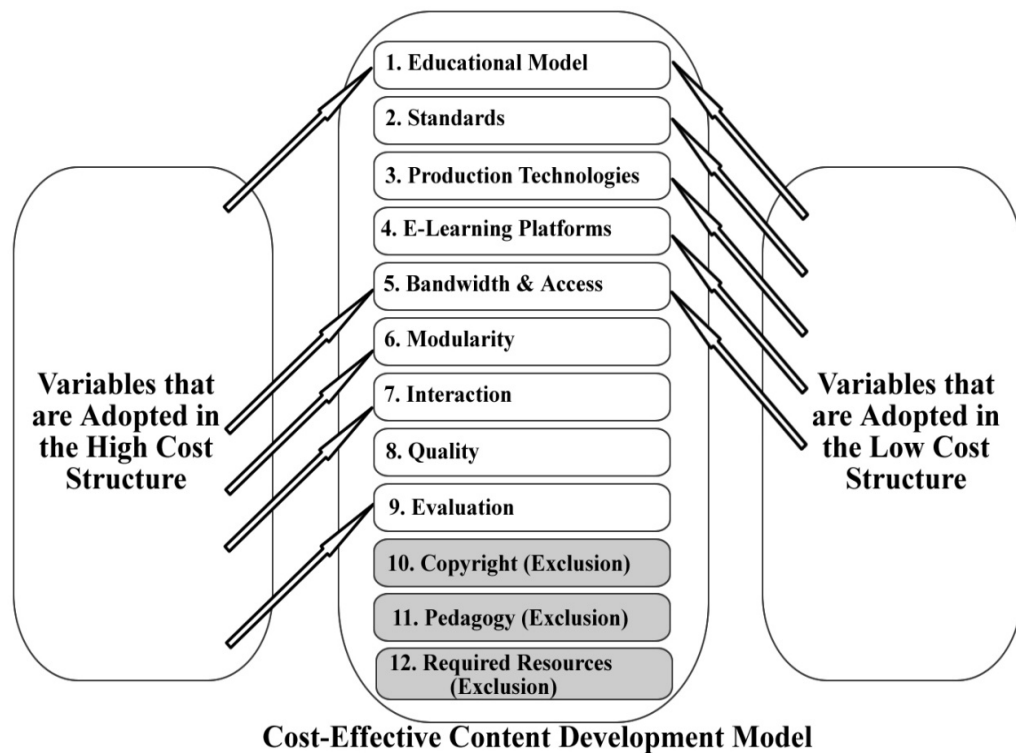 1. Educational Model
2. Standards
3. Production Technologies
4. E-Learning Platforms
5. Bandwidth & Access
6. Modularity
7. Interaction
8. Quality
9. Evaluation
10. Copyright (Exclusion)
11. Pedagogy (Exclusion)
12. Required Resources
(Exclusion)
Variables that
are Adopted in
the High Cost
Structure
Variables that
are Adopted in
the Low Cost
Structure
Cost-Effective Content Development Model